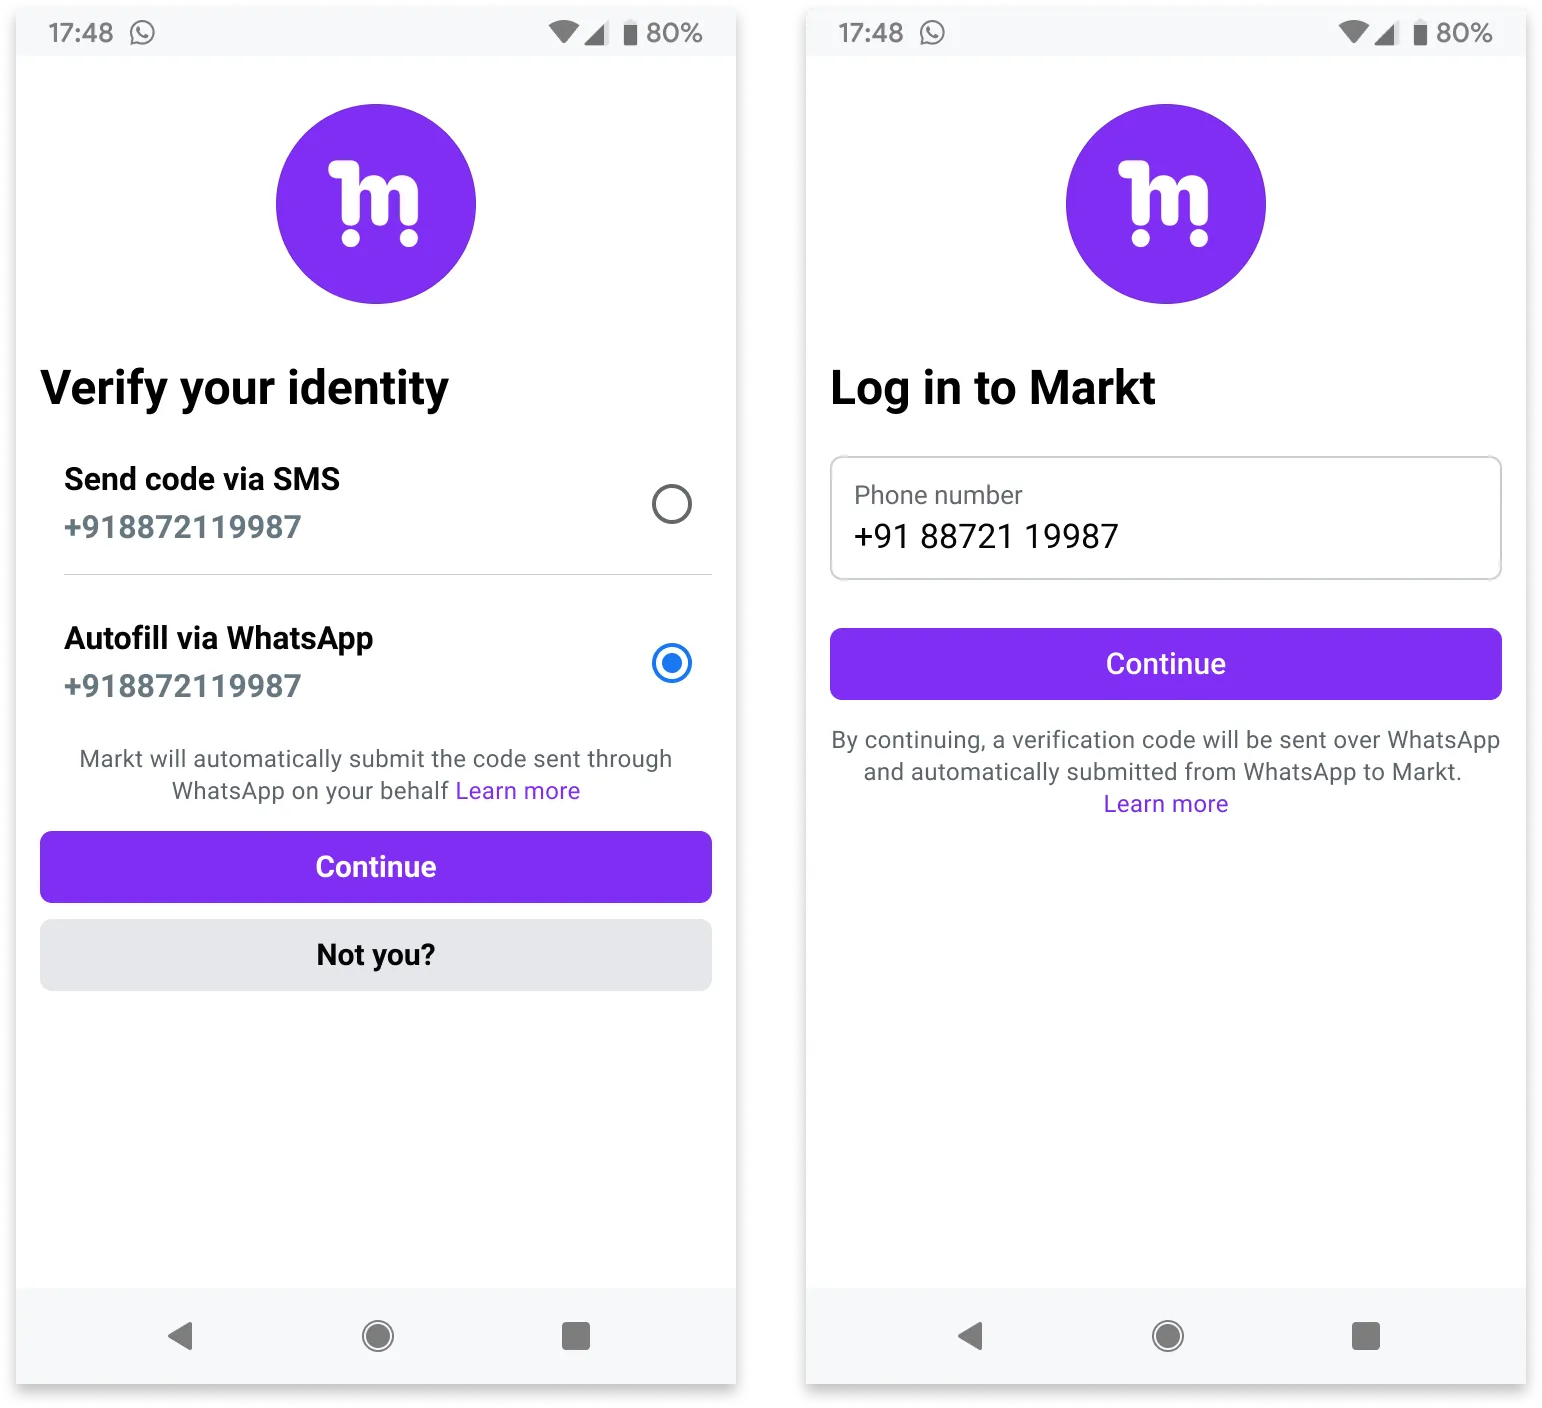 17:48
80%
m
Verify your identity
Send code via SMS
+918872119987
Autofill via WhatsApp
+918872119987
Markt will automatically submit the code sent through
WhatsApp on your behalf Learn more
Continue
Not you?
17:48
80%
m
Log in to Markt
Phone number
+91 88721 19987
Continue
By continuing, a verification code will be sent over WhatsApp
and automatically submitted from WhatsApp to Markt.
Learn more